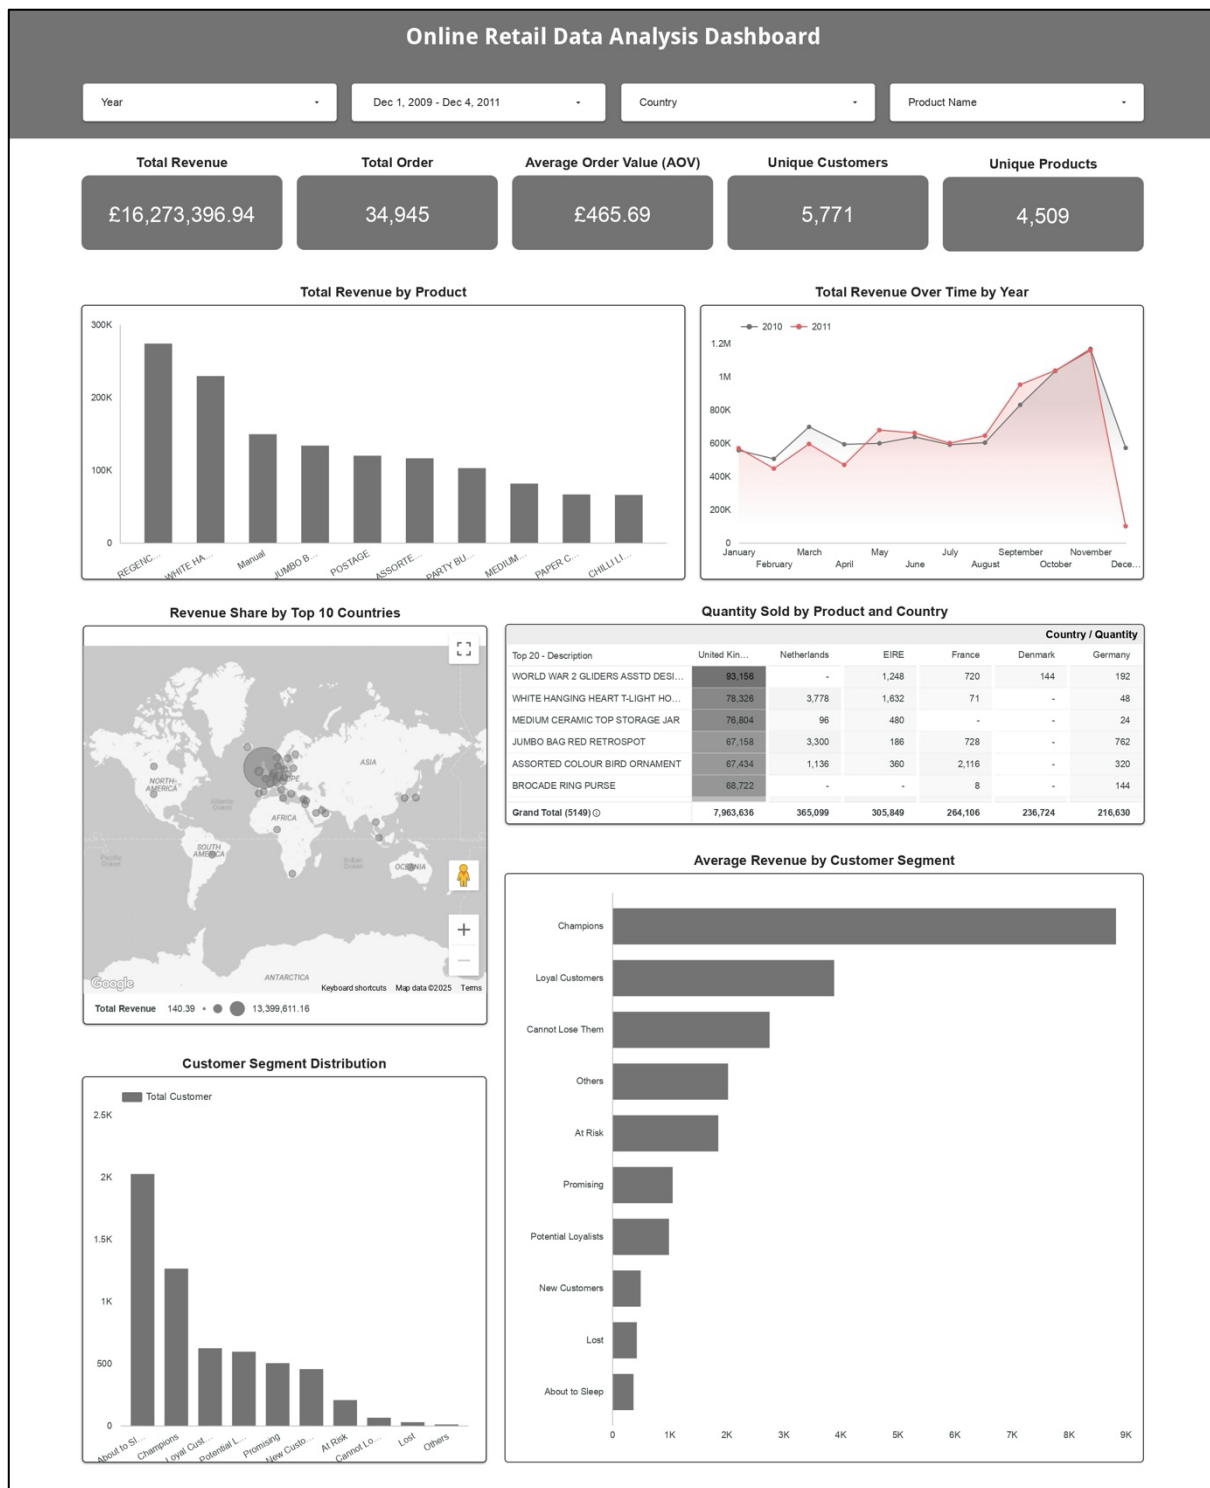 Online Retail Data Analysis Dashboard
Year
Dec 1, 2009 - Dec 4, 2011
Country
Product Name
Total Revenue
Total Order
Average Order Value (AOV)
Unique Customers
Unique Products
£16,273,396.94
34,945
£465.69
5,771
4,509
Total Revenue by Product
300K
200K
100K
0
REGENC...
WHITE HA...
Manual
JUMBO B...
POSTAGE
ASSORTE...
PARTY BU...
MEDIUM...
PAPER C...
CHILLI LI...
Total Revenue Over Time by Year
2010
2011
1.2M
1M
800K
600K
400K
200K
0
January
February
March
April
May
June
July
August
September
October
November
Dece...
Revenue Share by Top 10 Countries
NORTH
AMERICA
Atlantic
Ocean
ASIA
AFRICA
SOUTH
AMERICA
Pacific
Ocean
Indian
Ocean
OCEANIA
ANTARCTICA
Google
Keyboard shortcuts
Map data ©2025
Terms
Total Revenue 140.39 13,399,611.16
Quantity Sold by Product and Country
Country / Quantity
Top 20 - Description United Kin... Netherlands EIRE France Denmark Germany
WORLD WAR 2 GLIDERS ASSTD DESI... 93,156 - 1,248 720 144 192
WHITE HANGING HEART T-LIGHT HO... 78,326 3,778 1,632 71 - 48
MEDIUM CERAMIC TOP STORAGE JAR 76,804 96 480 - - 24
JUMBO BAG RED RETROSPOT 67,158 3,300 186 728 - 762
ASSORTED COLOUR BIRD ORNAMENT 67,434 1,136 360 2,116 - 320
BROCADE RING PURSE 68,722 - - 8 - 144
Grand Total (5149) 7,963,636 365,099 305,849 264,106 236,724 216,630
Average Revenue by Customer Segment
Champions
Loyal Customers
Cannot Lose Them
Others
At Risk
Promising
Potential Loyalists
New Customers
Lost
About to Sleep
0 1K 2K 3K 4K 5K 6K 7K 8K 9K
Customer Segment Distribution
Total Customer
2.5K
2K
1.5K
1K
500
0
About to Sl...
Champions
Loyal Cust...
Potential L...
Promising
New Custo...
At Risk
Cannot Lo...
Lost
Others